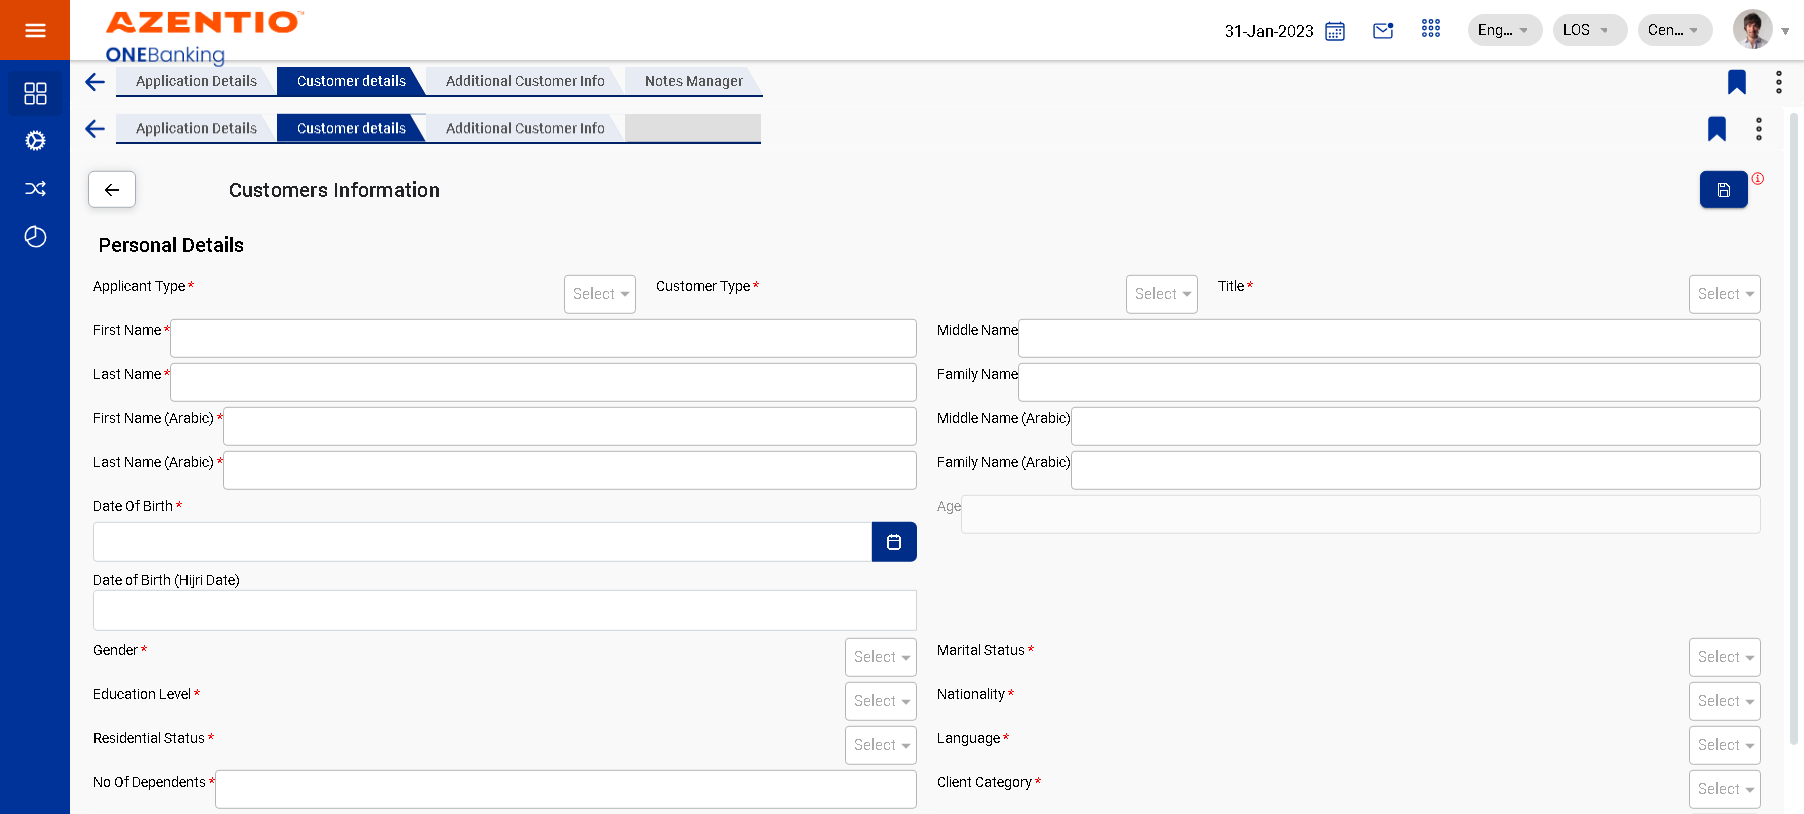 AZENTIO™
ONEBanking
31-Jan-2023
Eng...
LOS
Cen...
Application Details
Customer details
Additional Customer Info
Notes Manager
Application Details
Customer details
Additional Customer Info
Customers Information
Personal Details
Applicant Type *
Select
Customer Type *
Select
Title *
Select
First Name *
Middle Name
Last Name *
Family Name
First Name (Arabic) *
Middle Name (Arabic)
Last Name (Arabic) *
Family Name (Arabic)
Date Of Birth *
Age
Date of Birth (Hijri Date)
Gender *
Select
Marital Status *
Select
Education Level *
Select
Nationality *
Select
Residential Status *
Select
Language *
Select
No Of Dependents *
Client Category *
Select